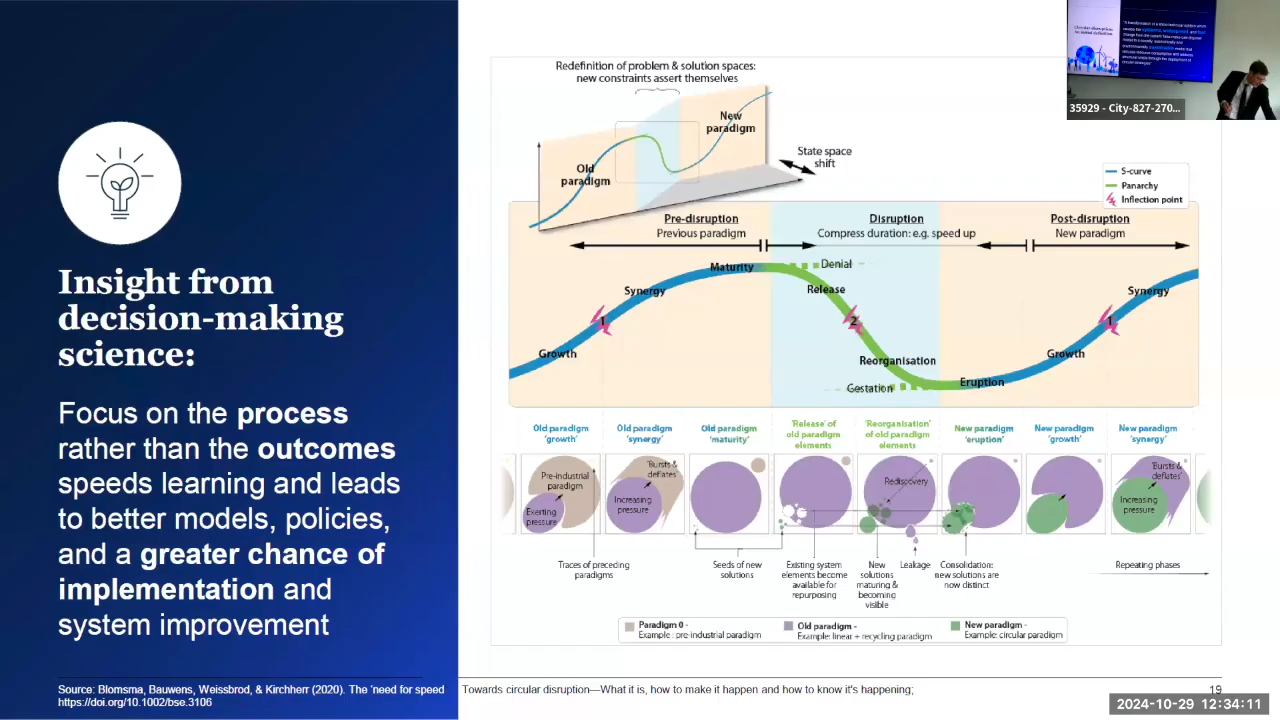 Insight from
decision-making
science:
Focus on the process
rather than the outcomes
speeds learning and leads
to better models, policies,
and a greater chance of
implementation and
system improvement
Redefinition of problem & solution spaces:
new constraints assert themselves
New
paradigm
Old
paradigm
State space
shift
S-curve
Panarchy
Inflection point
Pre-disruption
Previous paradigm
Disruption
Compress duration: e.g. speed up
Post-disruption
New paradigm
Maturity
Denial
Synergy
Release
Synergy
1
2
1
Growth
Reorganisation
Growth
Gestation
Eruption
Old paradigm
'growth'
Old paradigm
'synergy'
Old paradigm
'maturity'
'Release' of
old paradigm
elements
'Reorganisation'
of old paradigm
elements
New paradigm
'eruption'
New paradigm
'growth'
New paradigm
'synergy'
Pre-industrial
paradigm
Exerting
pressure
'Bursts &
deflates'
Increasing
pressure
Rediscovery
'Bursts &
deflates'
Increasing
pressure
Traces of preceding
paradigms
Seeds of new
solutions
Existing system
elements become
available for
repurposing
New
solutions
maturing &
becoming
visible
Leakage
Consolidation:
new solutions are
now distinct
Repeating phases
Paradigm 0 -
Example : pre-industrial paradigm
Old paradigm -
Example: linear + recycling paradigm
New paradigm -
Example: circular paradigm
Source: Blomsma, Bauwens, Weissbrod, & Kirchherr (2020). The 'need for speed Towards circular disruption—What it is, how to make it happen and how to know it's happening;
https://doi.org/10.1002/bse.3106
19
35929 - City-827-270...
2024-10-29 12:34:11